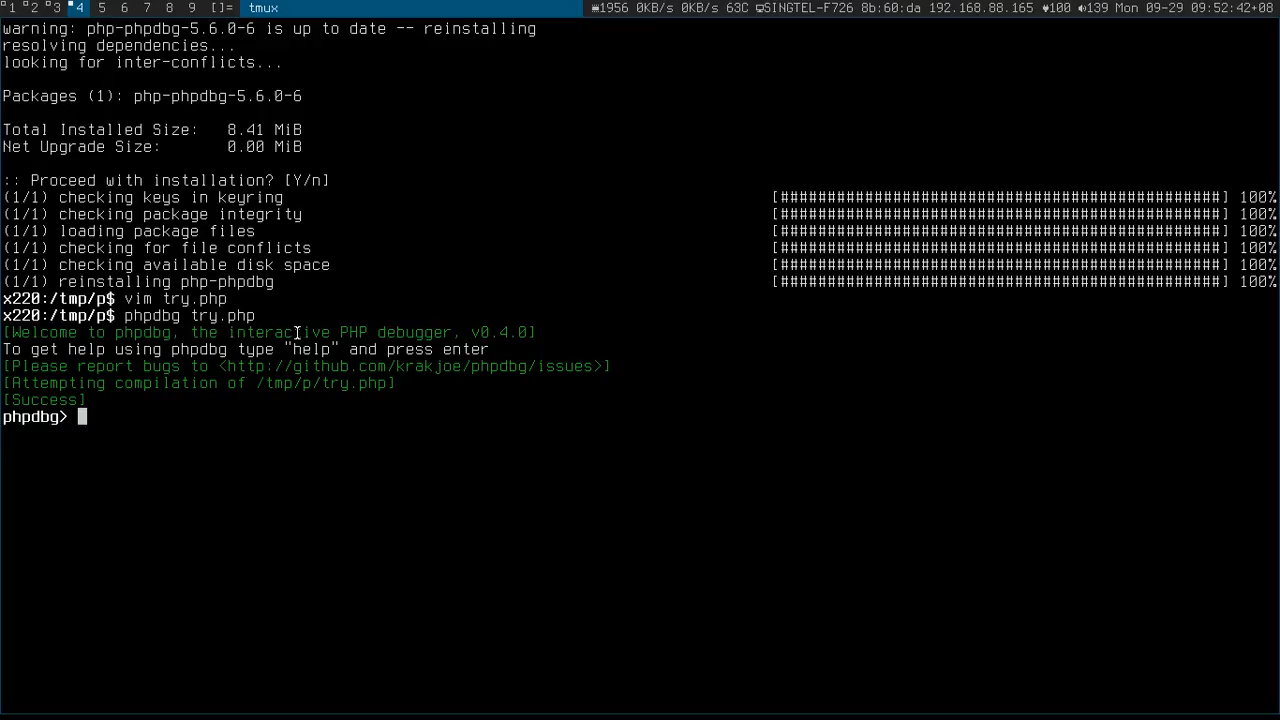 1 2 3 4 5 6 7 8 9 []= tmux 1956 0KB/s 0KB/s 63C SINGTEL-F726 8b:60:da 192.168.88.165 ♥100 139 Mon 09-29 09:52:42+08
warning: php-phpdbg-5.6.0-6 is up to date -- reinstalling
resolving dependencies...
looking for inter-conflicts...
Packages (1): php-phpdbg-5.6.0-6
Total Installed Size:   8.41 MiB
Net Upgrade Size:       0.00 MiB
:: Proceed with installation? [Y/n]
(1/1) checking keys in keyring [################################################] 100%
(1/1) checking package integrity [################################################] 100%
(1/1) loading package files [################################################] 100%
(1/1) checking for file conflicts [################################################] 100%
(1/1) checking available disk space [################################################] 100%
(1/1) reinstalling php-phpdbg [################################################] 100%
x220:/tmp/p$ vim try.php
x220:/tmp/p$ phpdbg try.php
[Welcome to phpdbg, the interactive PHP debugger, v0.4.0]
To get help using phpdbg type "help" and press enter
[Please report bugs to <http://github.com/krakjoe/phpdbg/issues>]
[Attempting compilation of /tmp/p/try.php]
[Success]
phpdbg>